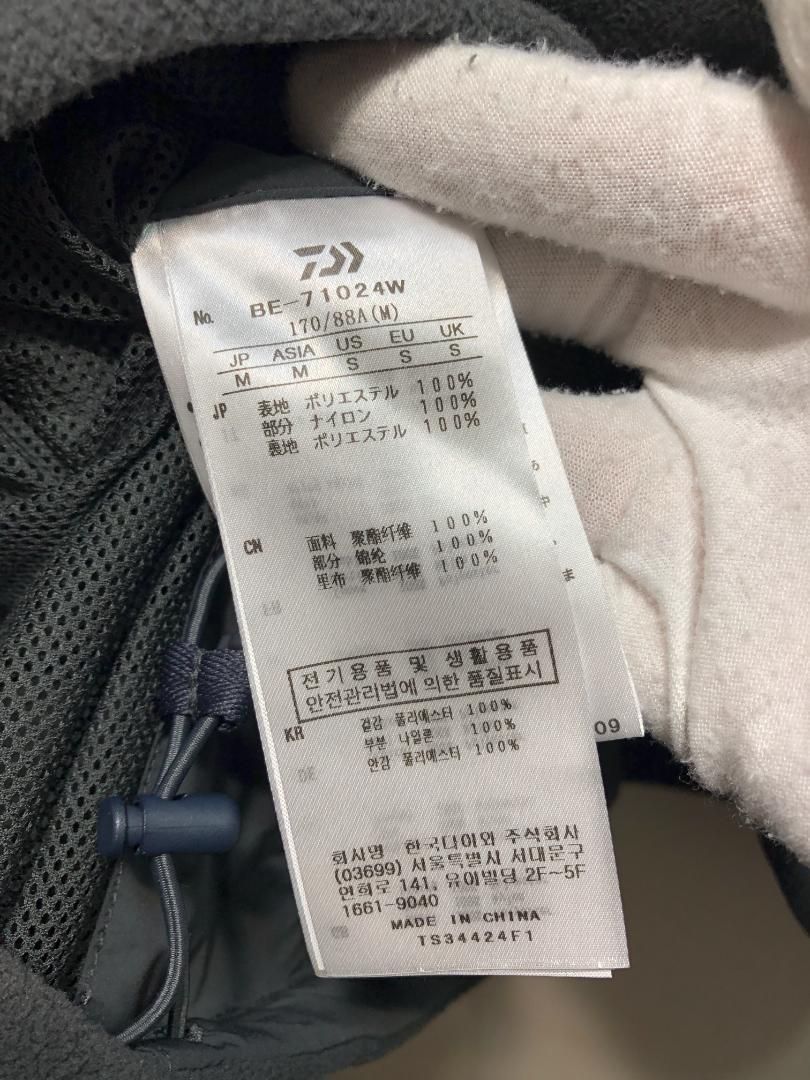 No. BE-71024W
170/88A(M)
JP ASIA US EU UK
M M S S S
JP 表地 ポリエステル 100%
部分 ナイロン 100%
裏地 ポリエステル 100%
CN 面料 聚酯纤维 100%
部分 锦纶 100%
里布 聚酯纤维 100%
전기용품 및 생활용품
안전관리법에 의한 품질표시
KR 겉감 폴리에스터 100%
부분 나일론 100%
안감 폴리에스터 100%
회사명 한국다이와 주식회사
(03699) 서울특별시 서대문구
연희로 141, 유아빌딩 2F~5F
1661-9040
MADE IN CHINA
TS34424F1
09
中
ま